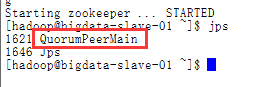 Starting zookeeper ... STARTED
[hadoop@bigdata-slave-01 ~]$ jps
1621 QuorumPeerMain
1646 Jps
[hadoop@bigdata-slave-01 ~]$